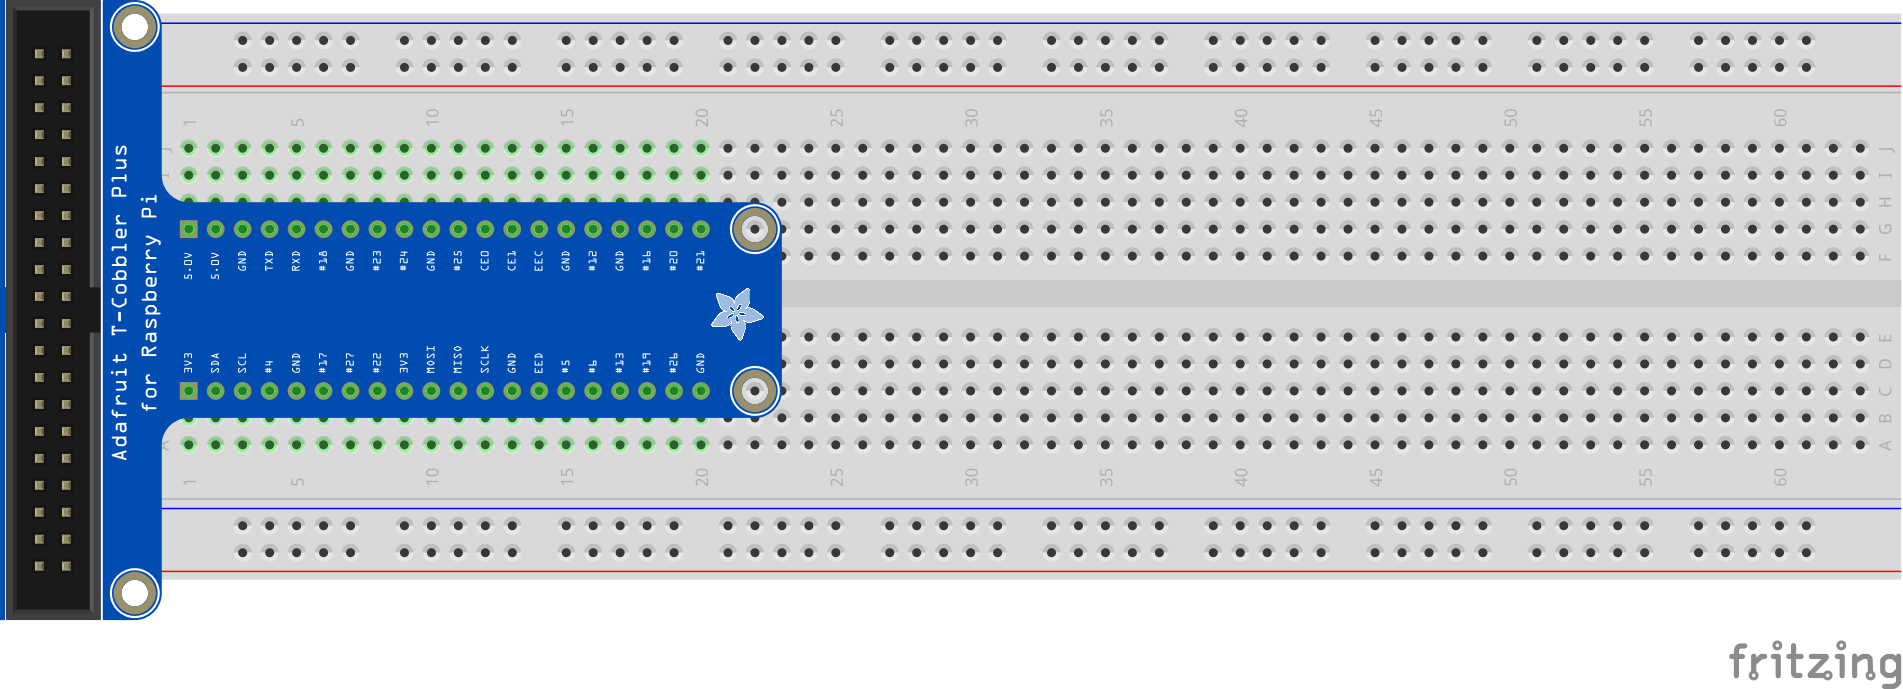 Adafruit T-Cobbler Plus
for Raspberry Pi
1 5 10 15 20 25 30 35 40 45 50 55 60
J J
I I
H
G
F
5.0V 5.0V GND TXD RXD #18 GND #23 #24 GND #25 CE0 CE1 EEC GND #12 GND #16 #20 #21
3V3 SDA SCL #4 GND #17 #27 #22 3V3 MOSI MISO SCLK GND EED #5 #6 #13 #19 #26 GND
E
D
C
B
A A
1 5 10 15 20 25 30 35 40 45 50 55 60
fritzing